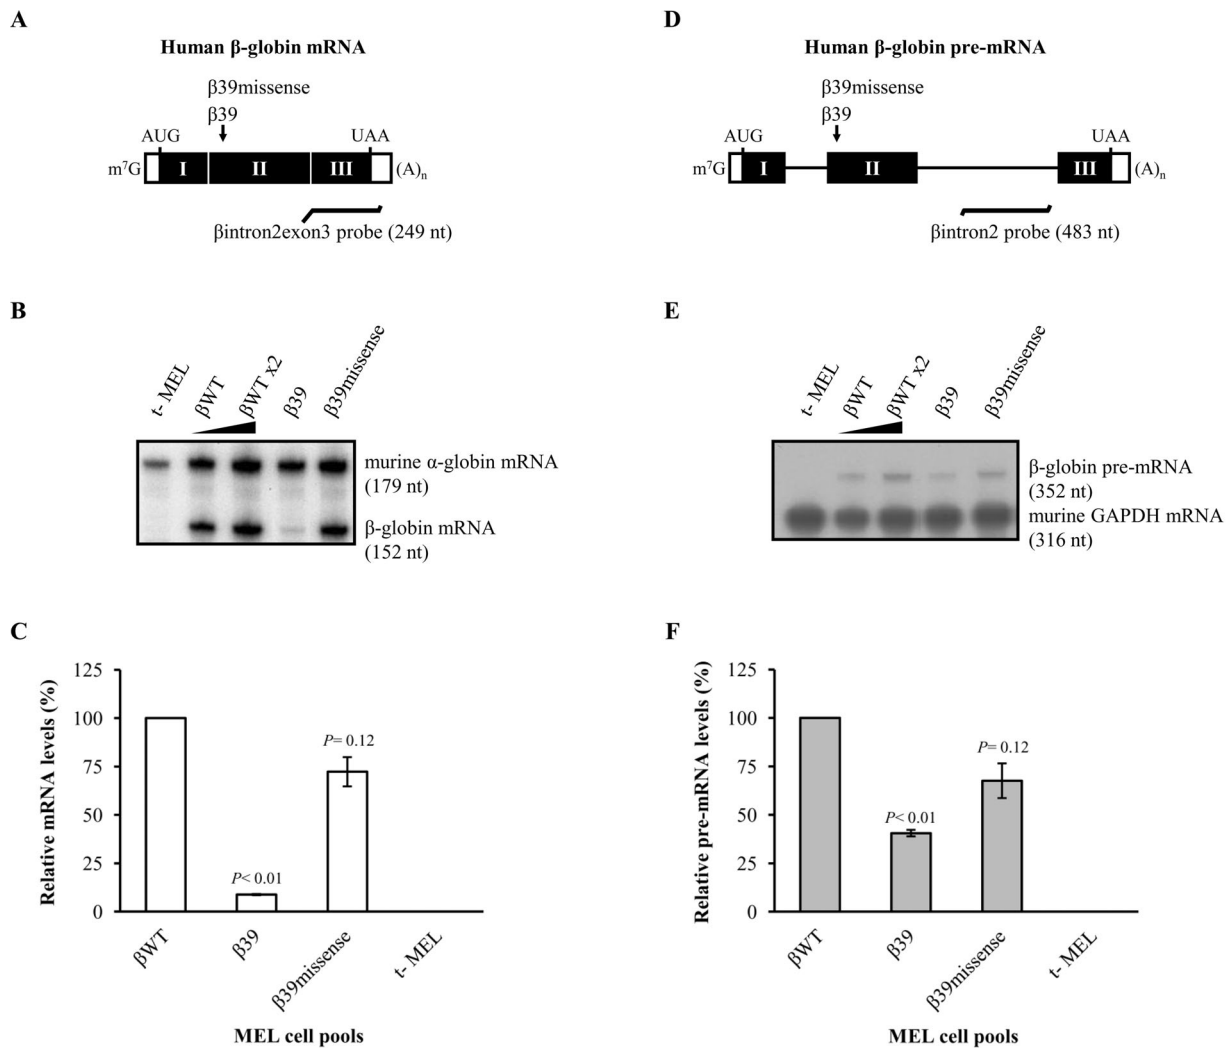 A
Human β-globin mRNA
β39missense
β39
AUG
UAA
m⁷G
I
II
III
(A)n
βintron2exon3 probe (249 nt)
D
Human β-globin pre-mRNA
β39missense
β39
AUG
UAA
m⁷G
I
II
III
(A)n
βintron2 probe (483 nt)
B
t- MEL
βWT
βWT x2
β39
β39missense
murine α-globin mRNA
(179 nt)
β-globin mRNA
(152 nt)
E
t- MEL
βWT
βWT x2
β39
β39missense
β-globin pre-mRNA
(352 nt)
murine GAPDH mRNA
(316 nt)
C
Relative mRNA levels (%)
125
100
75
50
25
0
P< 0.01
P= 0.12
βWT
β39
β39missense
t- MEL
MEL cell pools
F
Relative pre-mRNA levels (%)
125
100
75
50
25
0
P< 0.01
P= 0.12
βWT
β39
β39missense
t- MEL
MEL cell pools